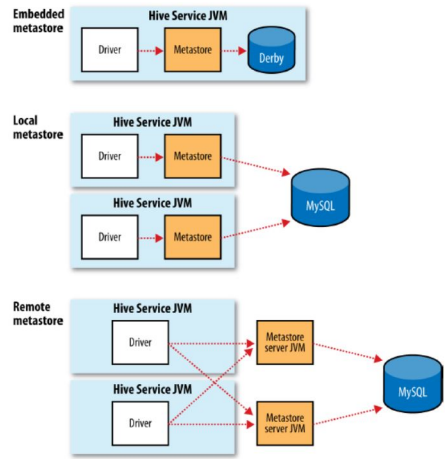 Embedded
metastore
Hive Service JVM
Driver
Metastore
Derby
Local
metastore
Hive Service JVM
Driver
Metastore
Hive Service JVM
Driver
Metastore
MySQL
Remote
metastore
Hive Service JVM
Driver
Metastore
server JVM
Hive Service JVM
Driver
Metastore
server JVM
MySQL